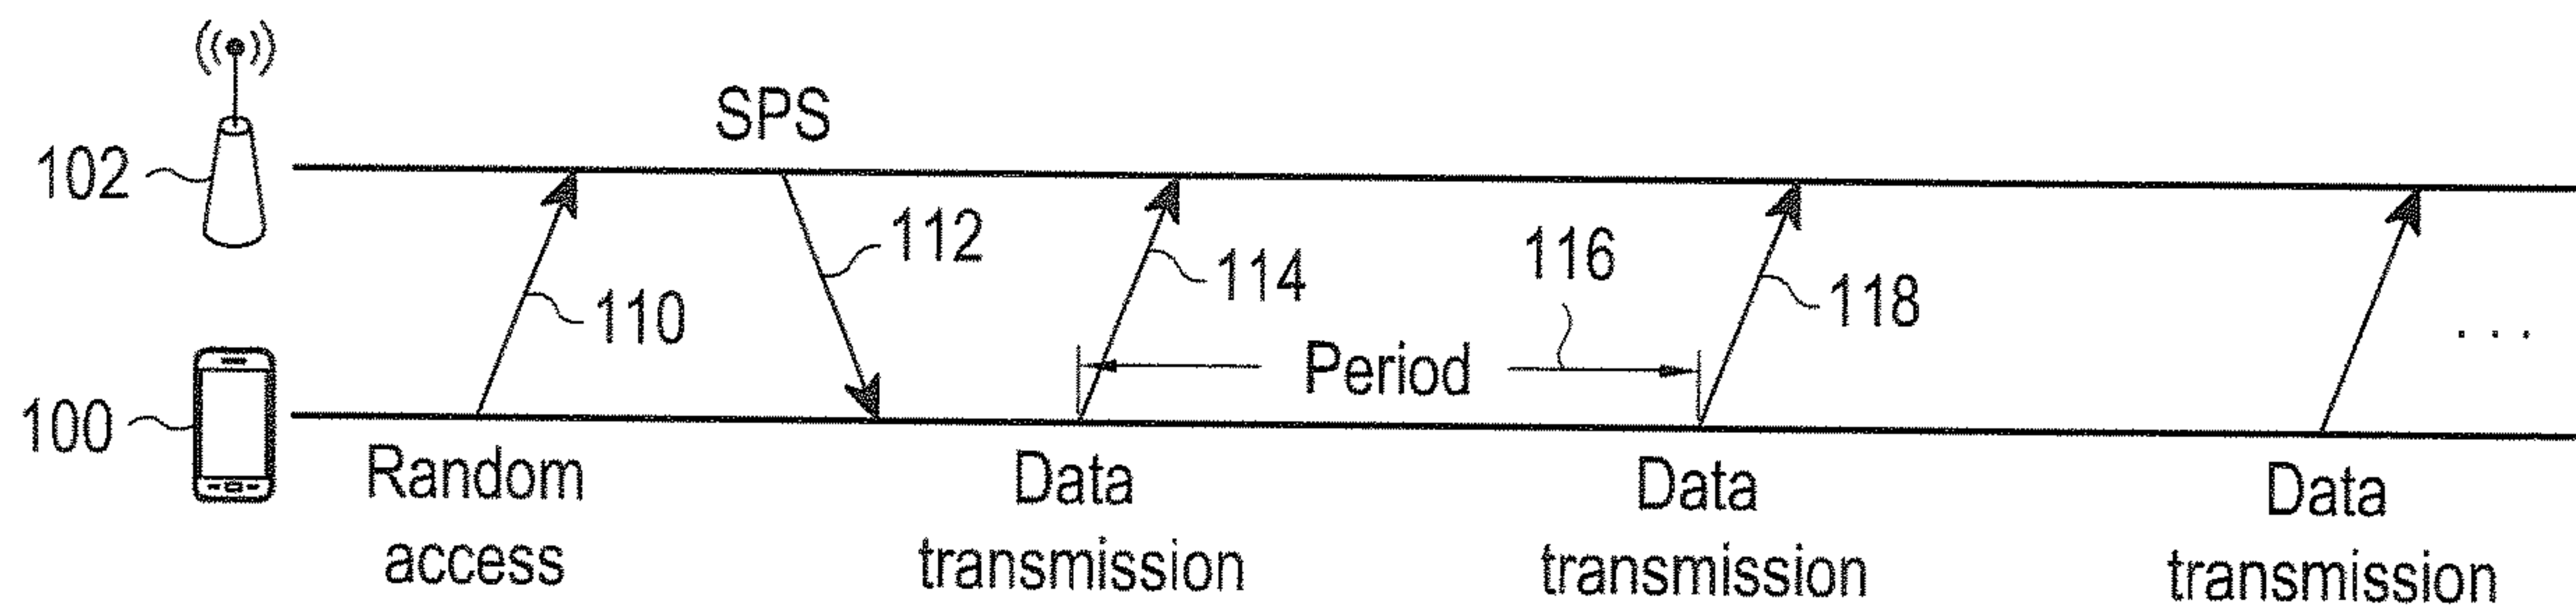 SPS
102
112
114
116
118
110
Period
100
Random
access
Data
transmission
Data
transmission
Data
transmission
. . .